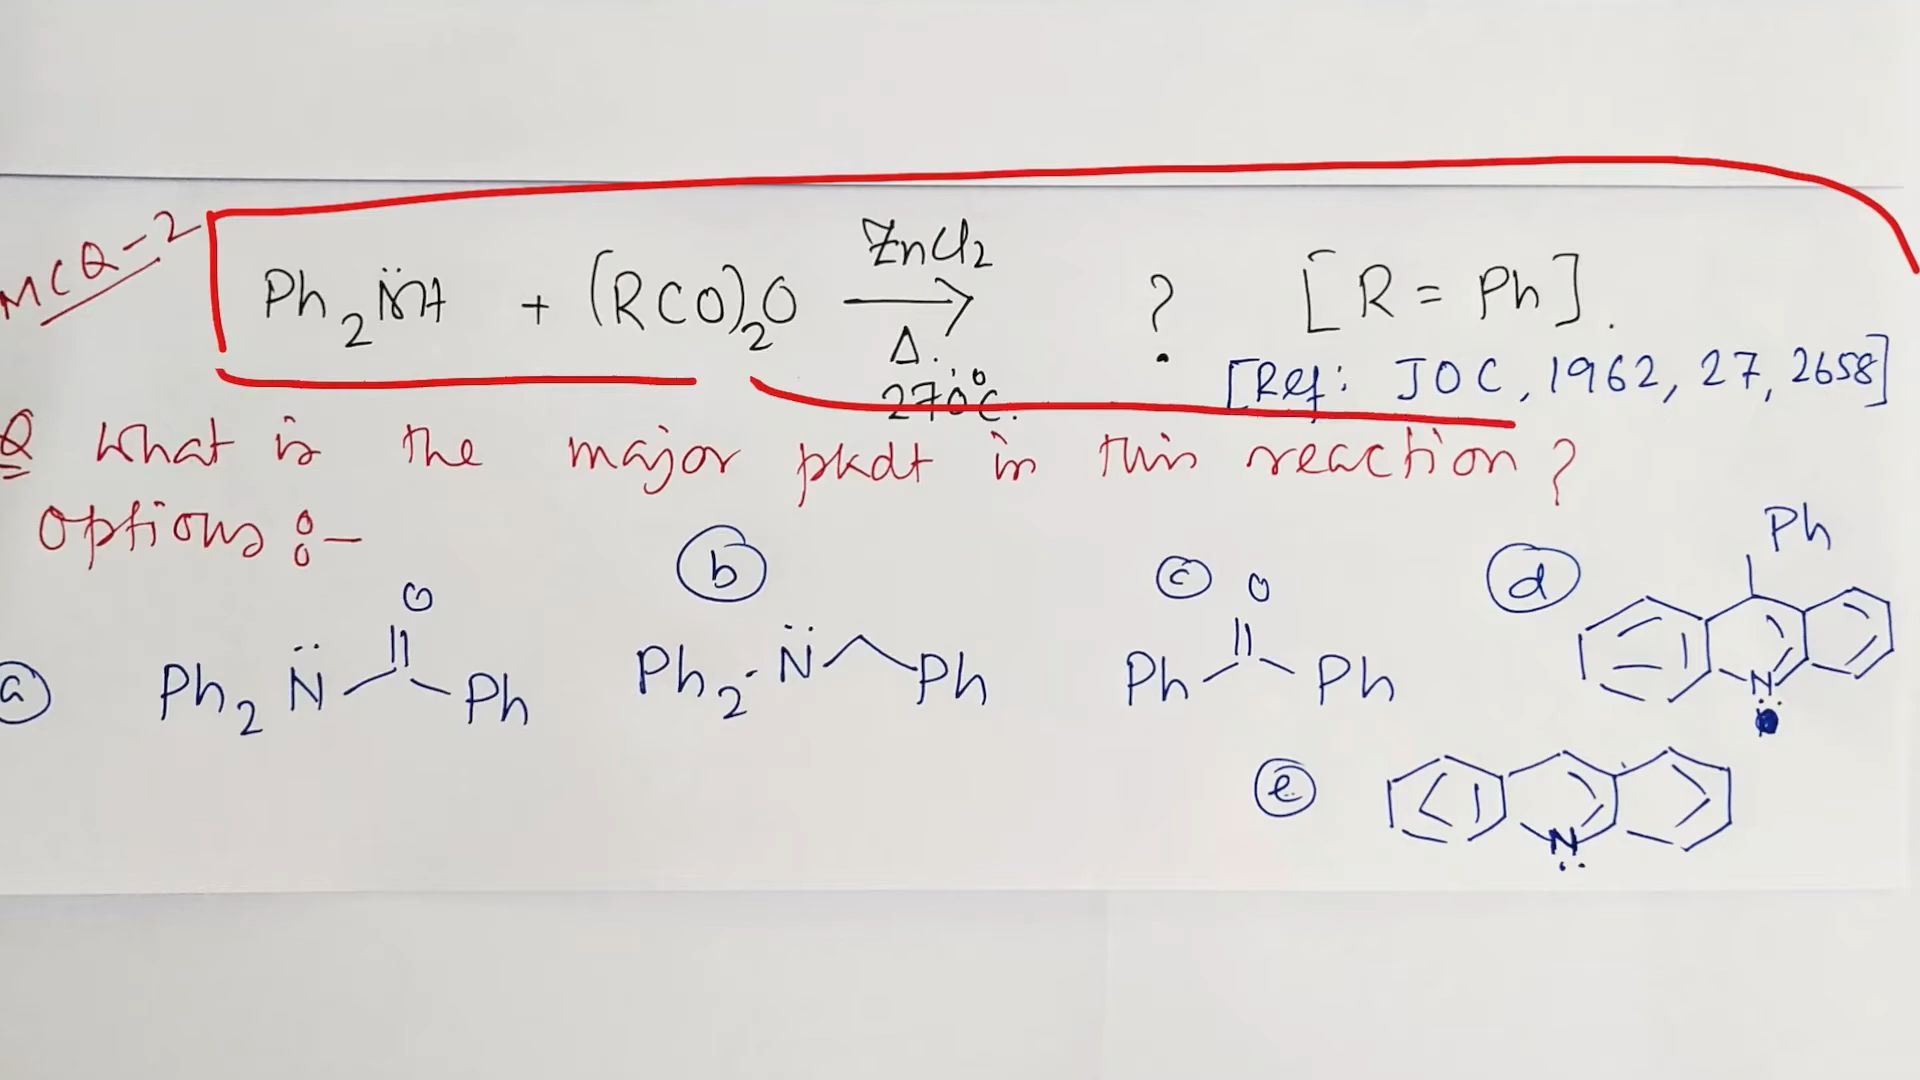 MCQ-2
Ph2N̈H + (RCO)2O ZnCl2 Δ. 270°C. ? [R = Ph].
[Ref: JOC, 1962, 27, 2658]
Q What is the major pkdt in this reaction?
Options :-
a Ph2 N̈ O Ph
b Ph2 N̈ Ph
c O Ph Ph
d Ph N
e N